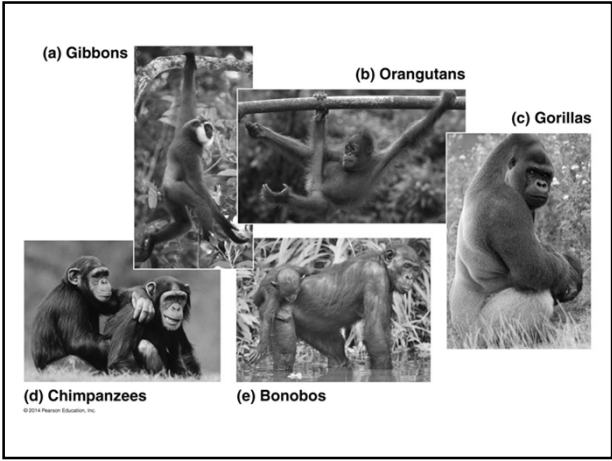 (a) Gibbons
(b) Orangutans
(c) Gorillas
(d) Chimpanzees
(e) Bonobos
© 2014 Pearson Education, Inc.